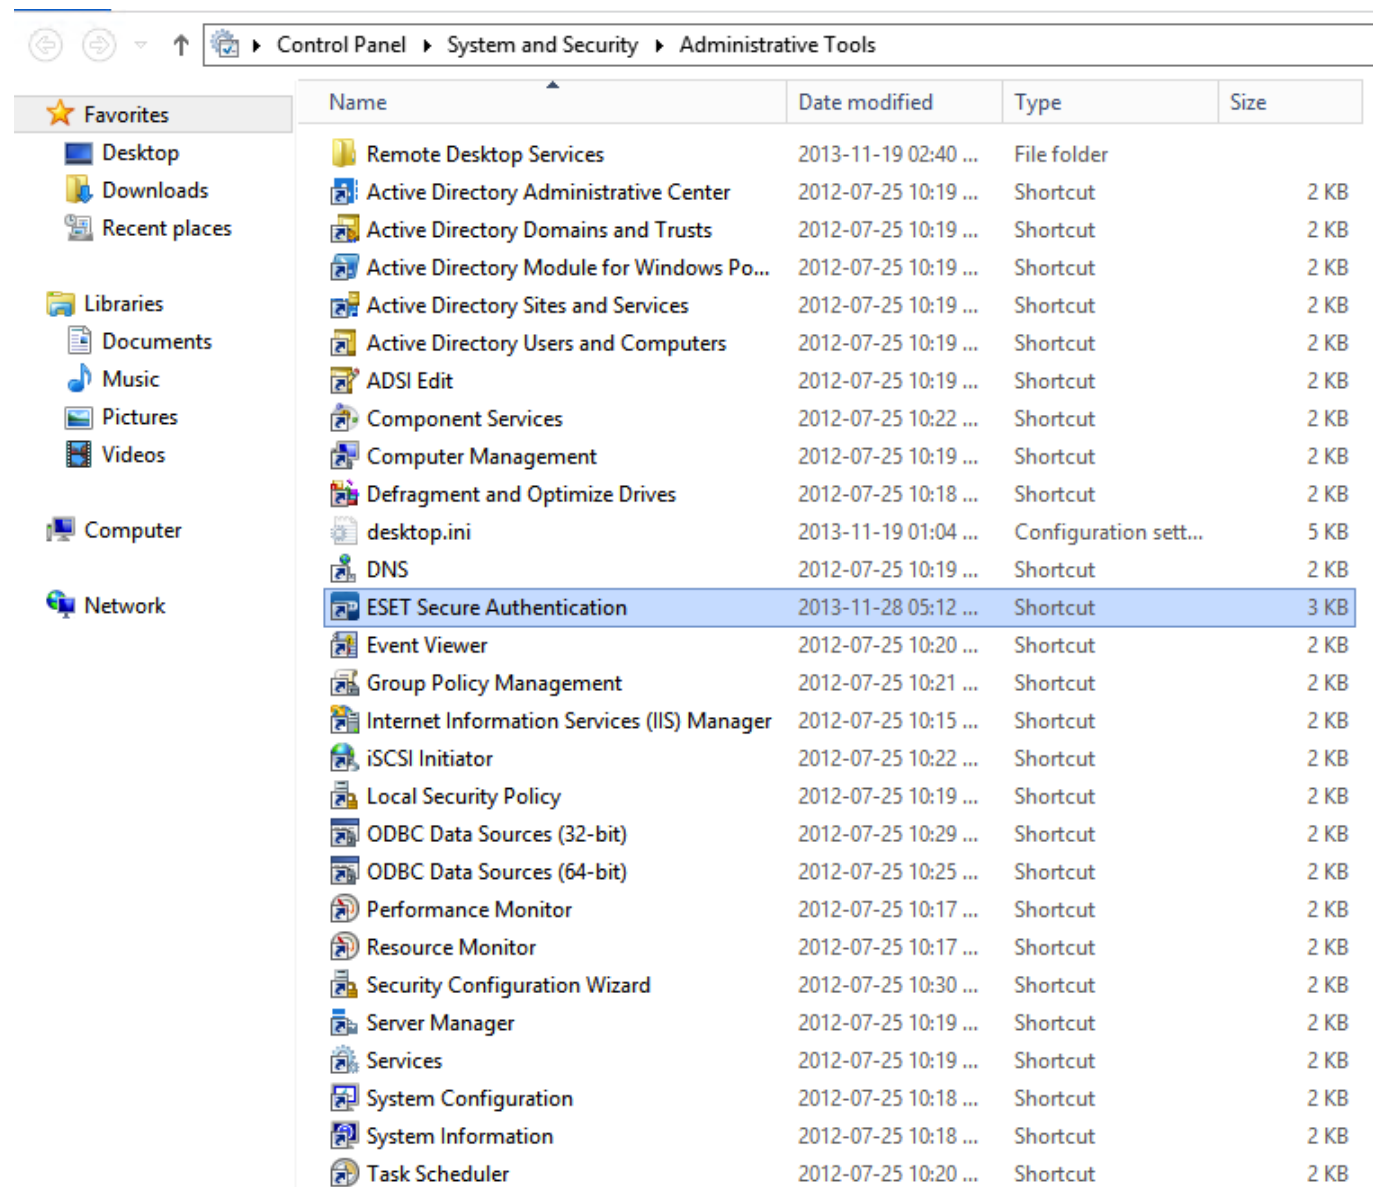 Control Panel System and Security Administrative Tools
Name Date modified Type Size
Favorites
Desktop
Downloads
Recent places
Libraries
Documents
Music
Pictures
Videos
Computer
Network
Remote Desktop Services 2013-11-19 02:40 ... File folder
Active Directory Administrative Center 2012-07-25 10:19 ... Shortcut 2 KB
Active Directory Domains and Trusts 2012-07-25 10:19 ... Shortcut 2 KB
Active Directory Module for Windows Po... 2012-07-25 10:19 ... Shortcut 2 KB
Active Directory Sites and Services 2012-07-25 10:19 ... Shortcut 2 KB
Active Directory Users and Computers 2012-07-25 10:19 ... Shortcut 2 KB
ADSI Edit 2012-07-25 10:19 ... Shortcut 2 KB
Component Services 2012-07-25 10:22 ... Shortcut 2 KB
Computer Management 2012-07-25 10:19 ... Shortcut 2 KB
Defragment and Optimize Drives 2012-07-25 10:18 ... Shortcut 2 KB
desktop.ini 2013-11-19 01:04 ... Configuration sett... 5 KB
DNS 2012-07-25 10:19 ... Shortcut 2 KB
ESET Secure Authentication 2013-11-28 05:12 ... Shortcut 3 KB
Event Viewer 2012-07-25 10:20 ... Shortcut 2 KB
Group Policy Management 2012-07-25 10:21 ... Shortcut 2 KB
Internet Information Services (IIS) Manager 2012-07-25 10:15 ... Shortcut 2 KB
iSCSI Initiator 2012-07-25 10:22 ... Shortcut 2 KB
Local Security Policy 2012-07-25 10:19 ... Shortcut 2 KB
ODBC Data Sources (32-bit) 2012-07-25 10:29 ... Shortcut 2 KB
ODBC Data Sources (64-bit) 2012-07-25 10:25 ... Shortcut 2 KB
Performance Monitor 2012-07-25 10:17 ... Shortcut 2 KB
Resource Monitor 2012-07-25 10:17 ... Shortcut 2 KB
Security Configuration Wizard 2012-07-25 10:30 ... Shortcut 2 KB
Server Manager 2012-07-25 10:19 ... Shortcut 2 KB
Services 2012-07-25 10:19 ... Shortcut 2 KB
System Configuration 2012-07-25 10:18 ... Shortcut 2 KB
System Information 2012-07-25 10:18 ... Shortcut 2 KB
Task Scheduler 2012-07-25 10:20 ... Shortcut 2 KB